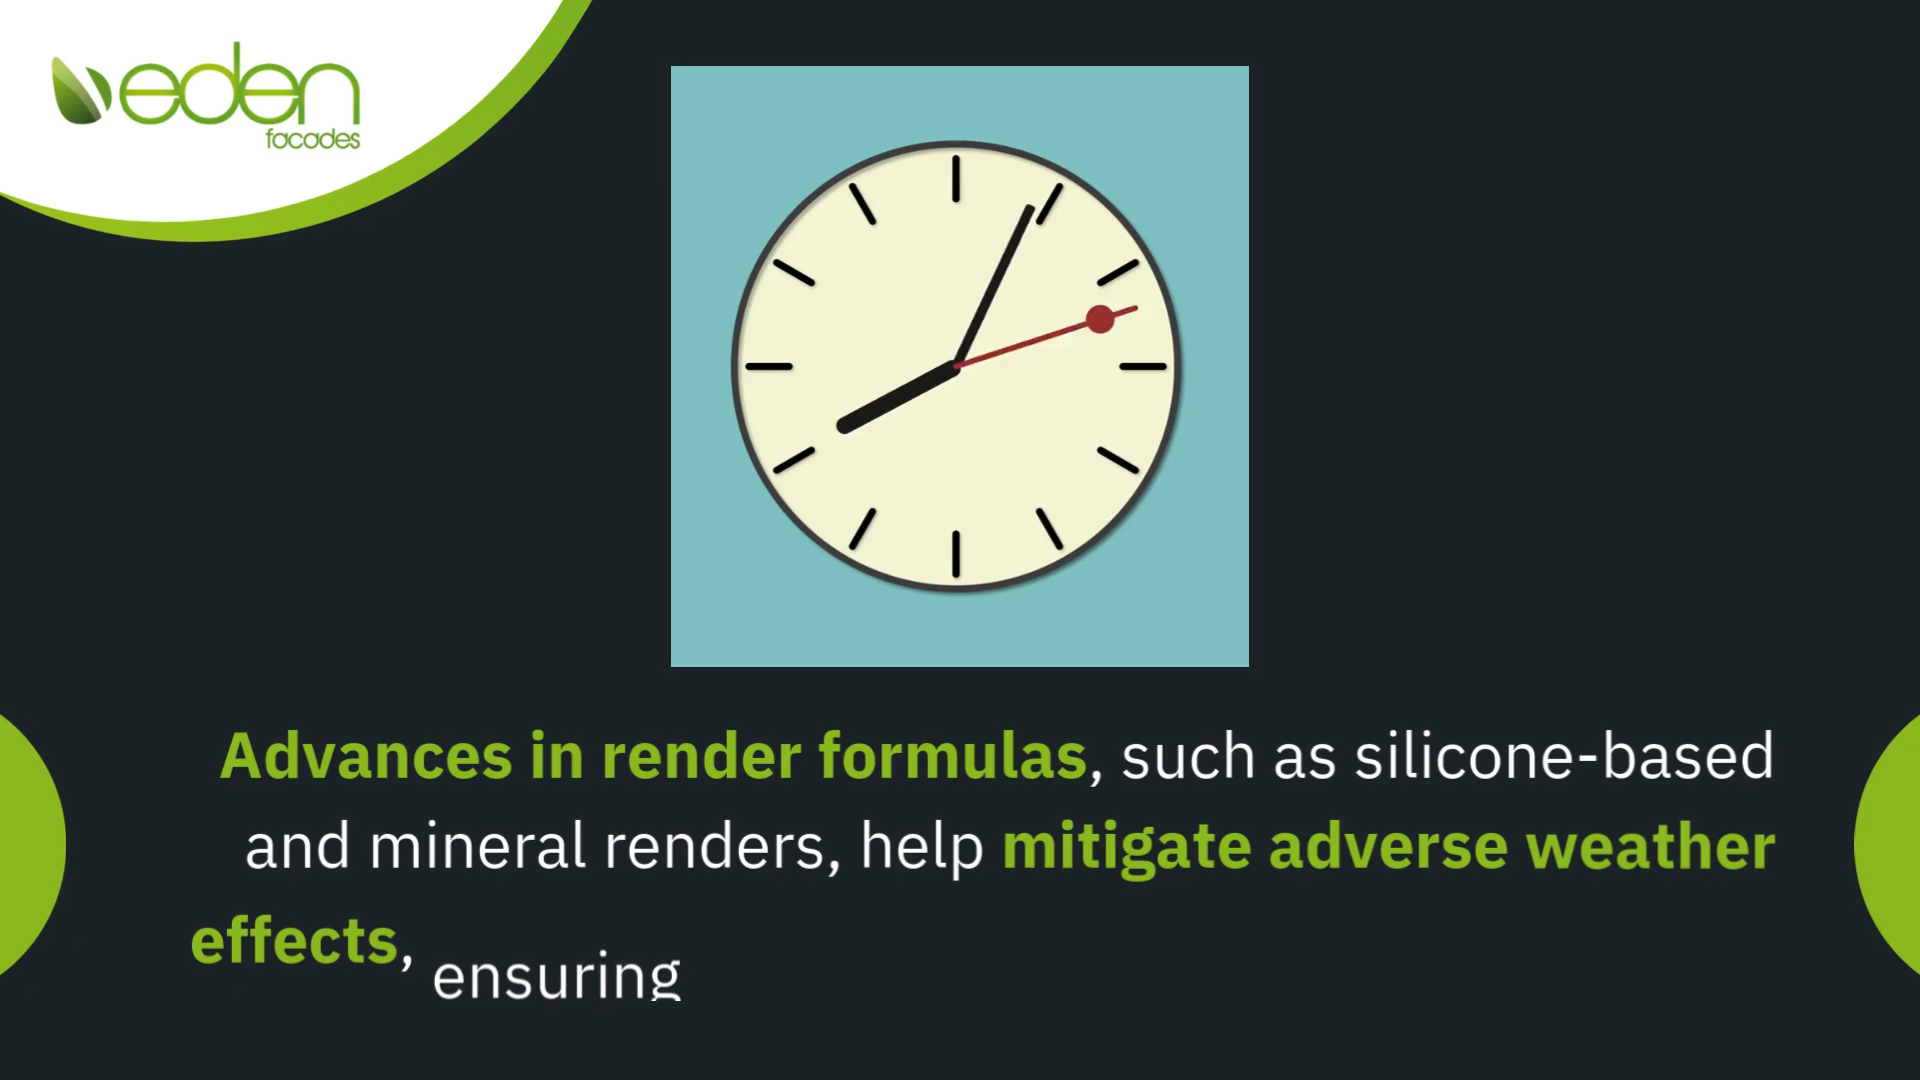 eden
facades
Advances in render formulas, such as silicone-based
and mineral renders, help mitigate adverse weather
effects, ensuring